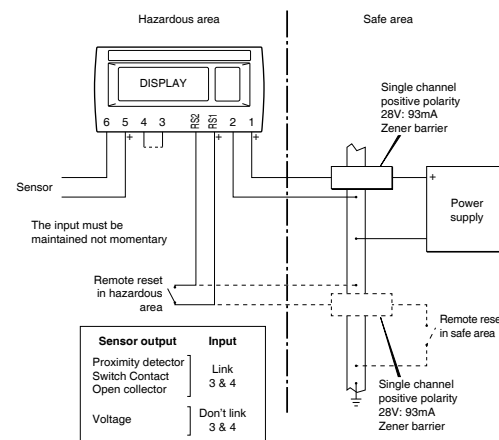 Hazardous area
Safe area
DISPLAY
6 5 4 3 RS2 RS1 2 1
+ + +
Single channel
positive polarity
28V: 93mA
Zener barrier
Sensor
+
Power
supply
The input must be
maintained not momentary
Remote reset
in hazardous
area
Remote reset
in safe area
Sensor output Input
Proximity detector
Switch Contact
Open collector
Link
3 & 4
Voltage
Don't link
3 & 4
Single channel
positive polarity
28V: 93mA
Zener barrier